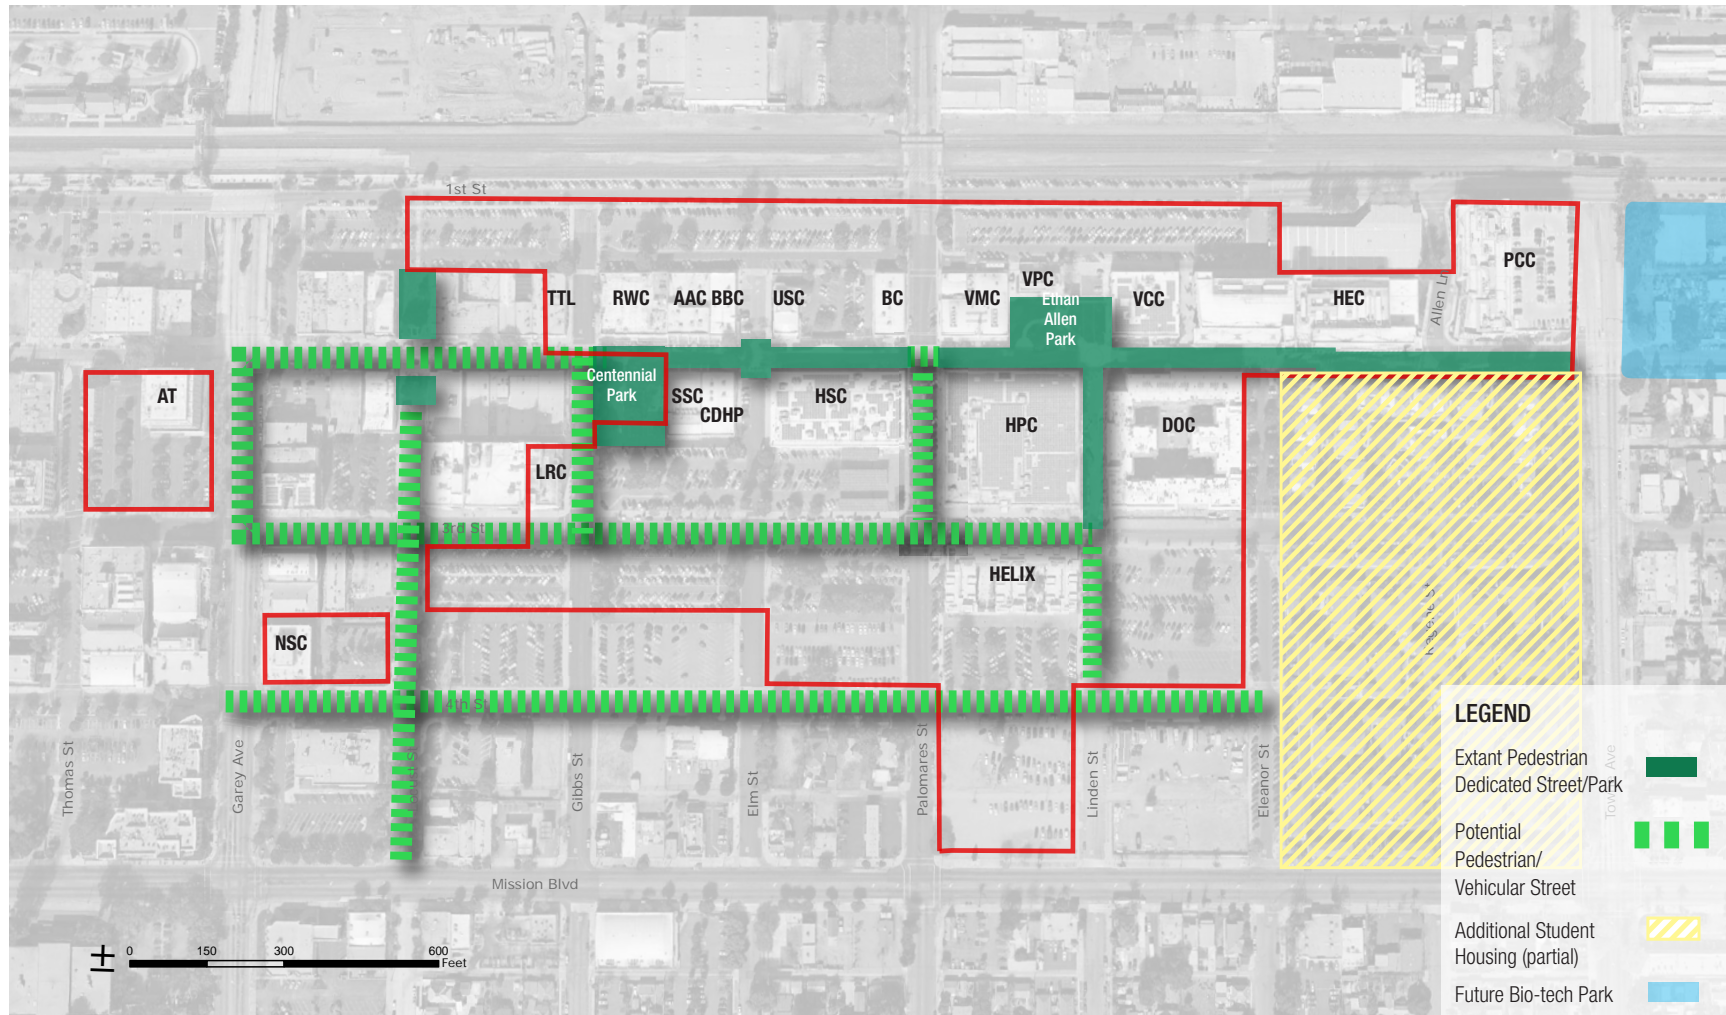 1st St
PCC
VPC
TTL
RWC
AAC BBC
USC
BC
VMC
Ethan
Allen
Park
VCC
HEC
Allen Ln
AT
Centennial
Park
SSC
CDHP
HSC
HPC
DOC
LRC
3rd St
HELIX
NSC
4th St
Thomas St
Garey Ave
Gibbs St
Elm St
Palomares St
Linden St
Eleanor St
Mission Blvd
0 150 300 600
Feet
LEGEND
Extant Pedestrian
Dedicated Street/Park
Potential
Pedestrian/
Vehicular Street
Additional Student
Housing (partial)
Future Bio-tech Park